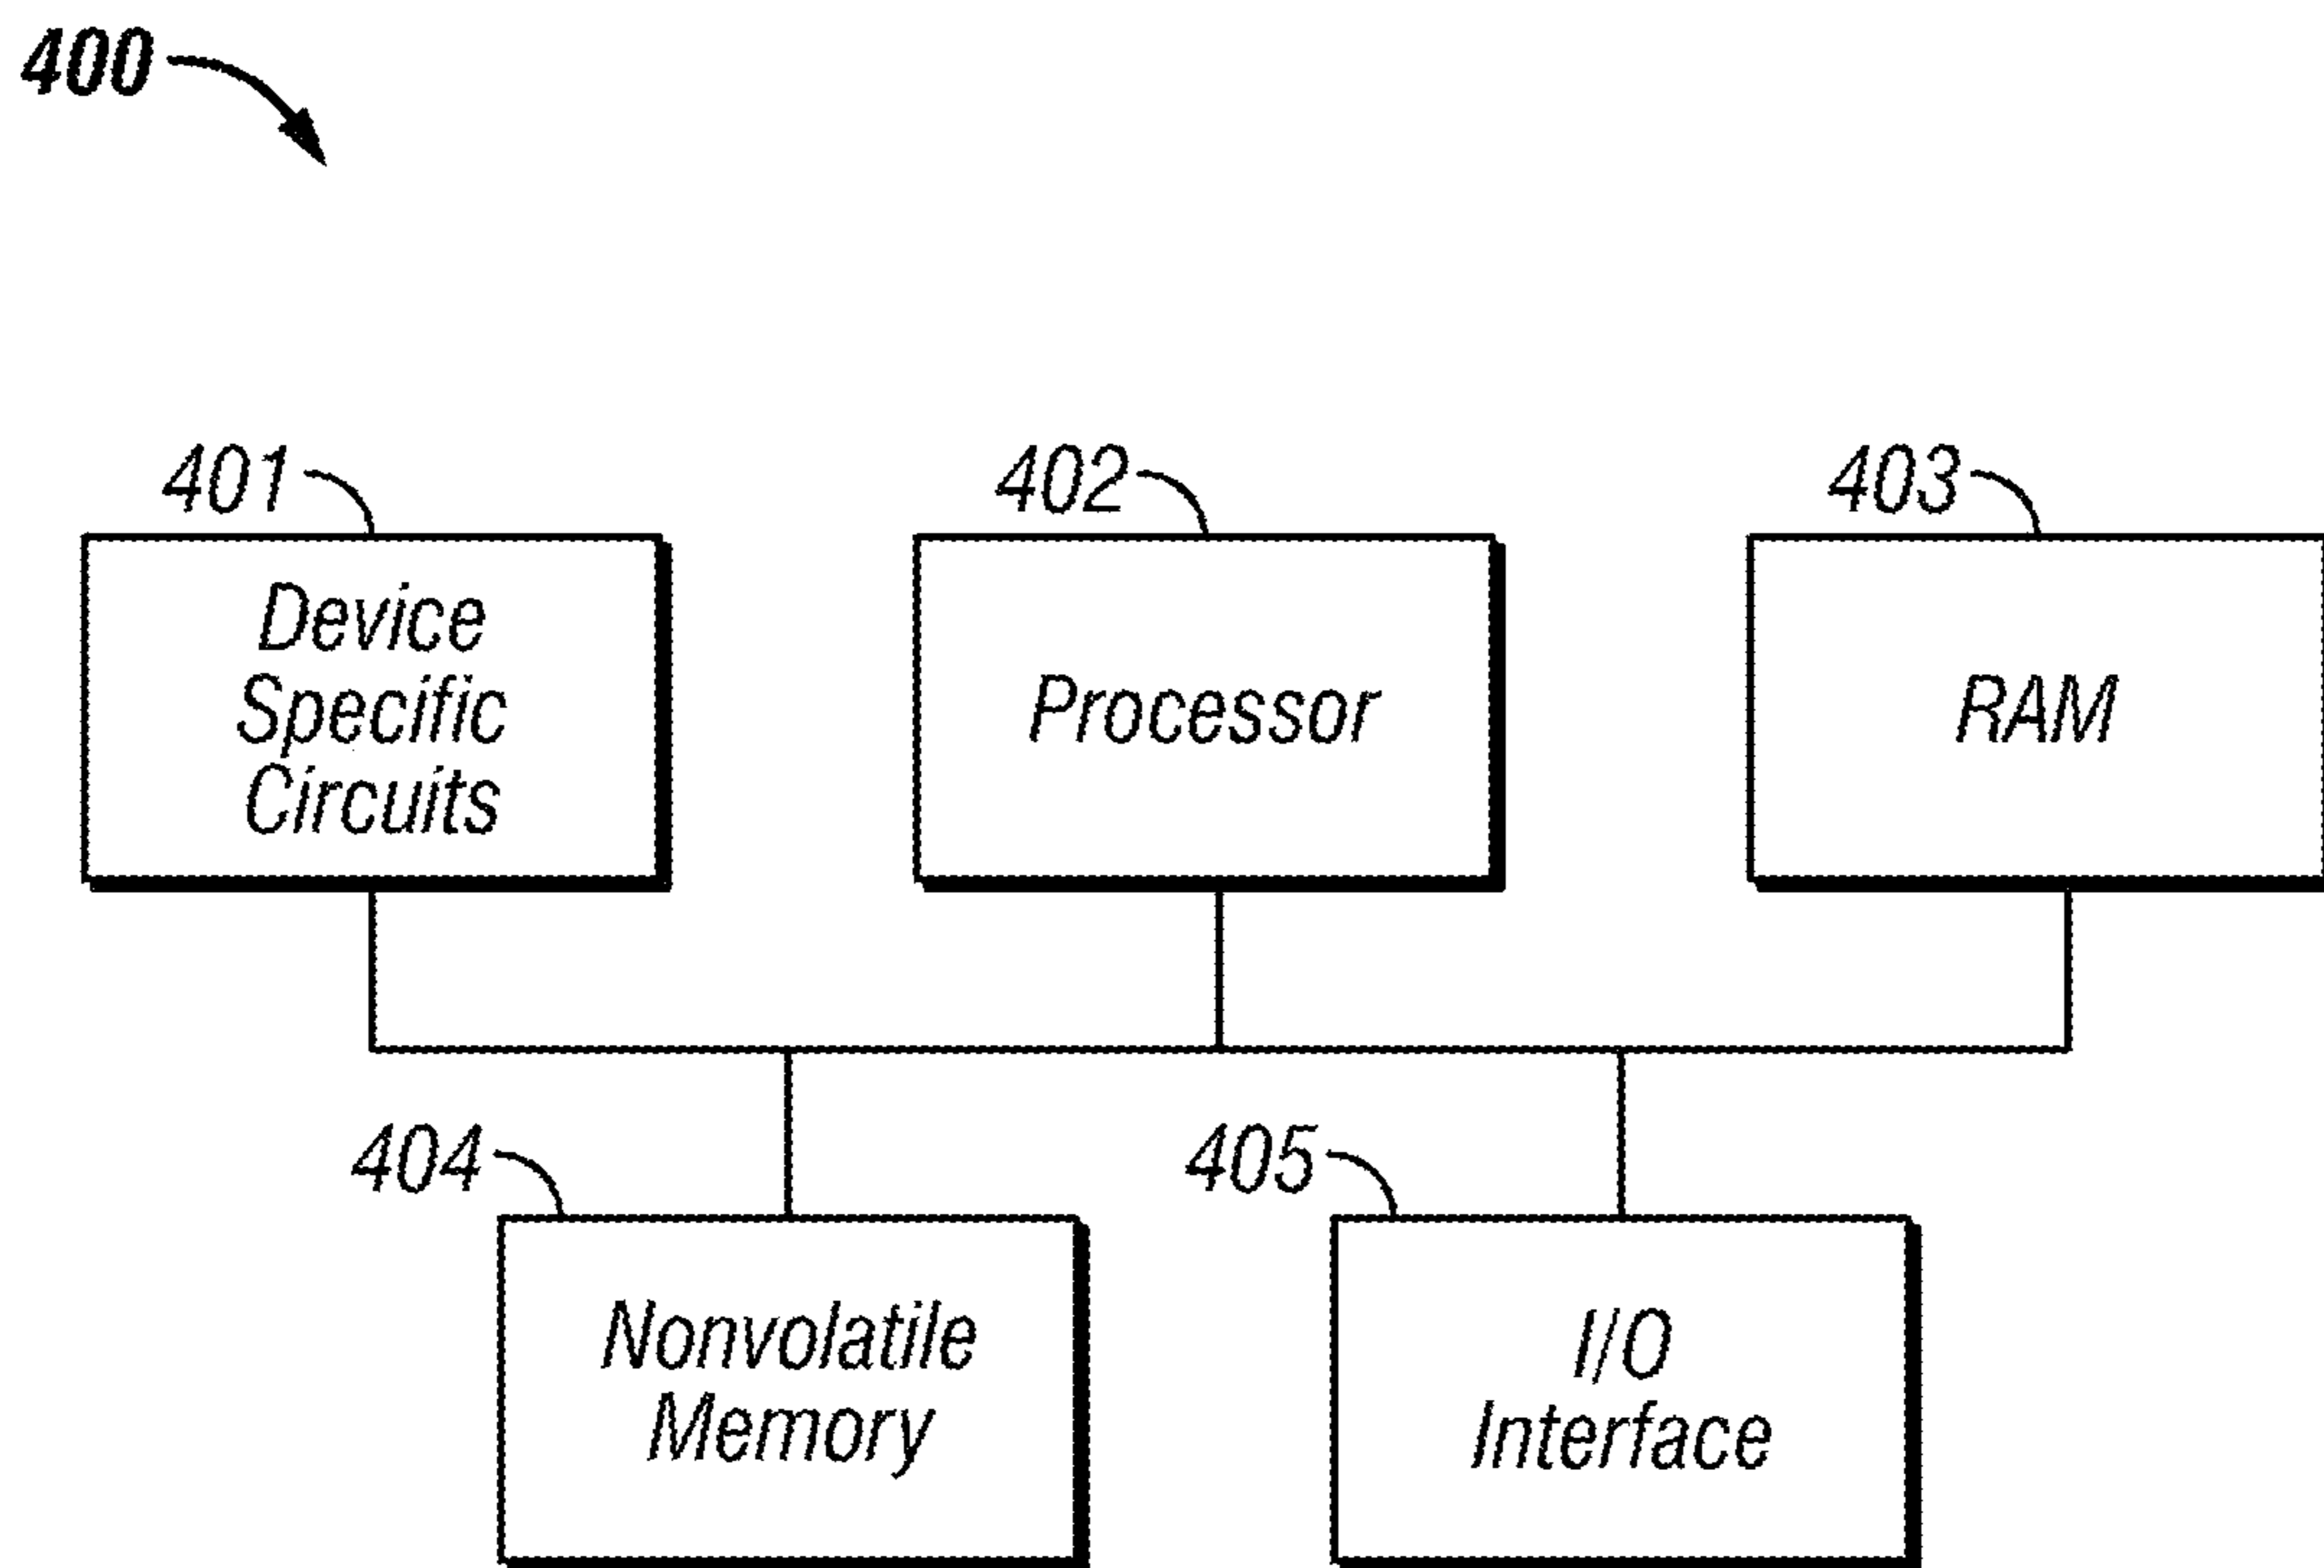 400
401
402
403
Device
Specific
Circuits
Processor
RAM
404
405
Nonvolatile
Memory
I/O
Interface